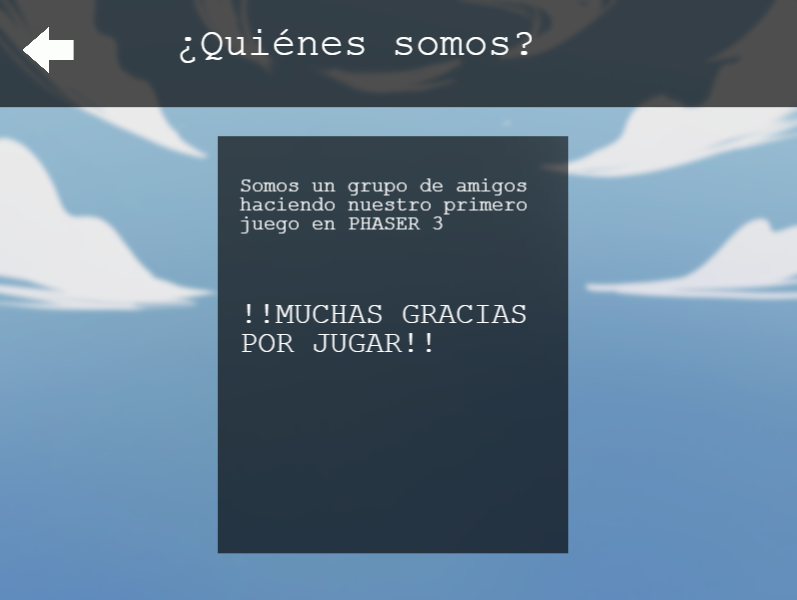 ¿Quiénes somos?
Somos un grupo de amigos
haciendo nuestro primero
juego en PHASER 3
!!MUCHAS GRACIAS
POR JUGAR!!